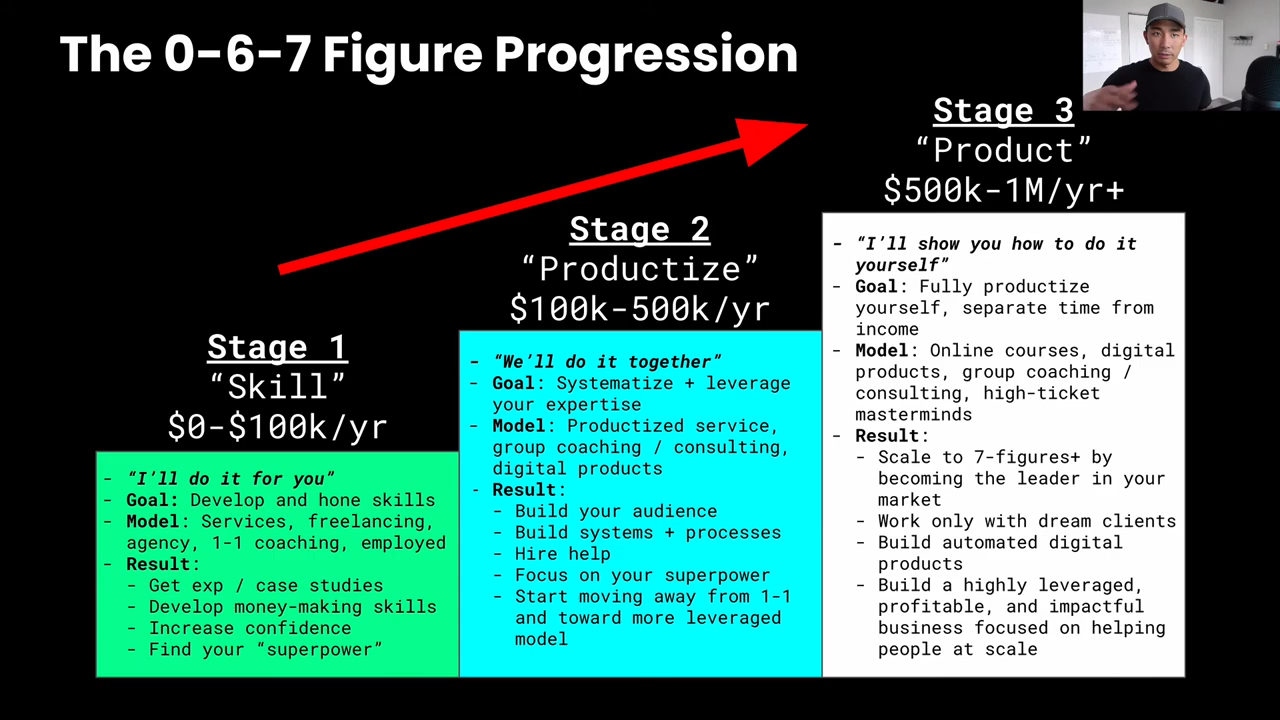 The 0-6-7 Figure Progression
Stage 1
“Skill”
$0-$100k/yr
- “I’ll do it for you”
- Goal: Develop and hone skills
- Model: Services, freelancing,
agency, 1-1 coaching, employed
- Result:
- Get exp / case studies
- Develop money-making skills
- Increase confidence
- Find your “superpower”
Stage 2
“Productize”
$100k-500k/yr
- “We’ll do it together”
- Goal: Systematize + leverage
your expertise
- Model: Productized service,
group coaching / consulting,
digital products
- Result:
- Build your audience
- Build systems + processes
- Hire help
- Focus on your superpower
- Start moving away from 1-1
and toward more leveraged
model
Stage 3
“Product”
$500k-1M/yr+
- “I’ll show you how to do it
yourself”
- Goal: Fully productize
yourself, separate time from
income
- Model: Online courses, digital
products, group coaching /
consulting, high-ticket
masterminds
- Result:
- Scale to 7-figures+ by
becoming the leader in your
market
- Work only with dream clients
- Build automated digital
products
- Build a highly leveraged,
profitable, and impactful
business focused on helping
people at scale